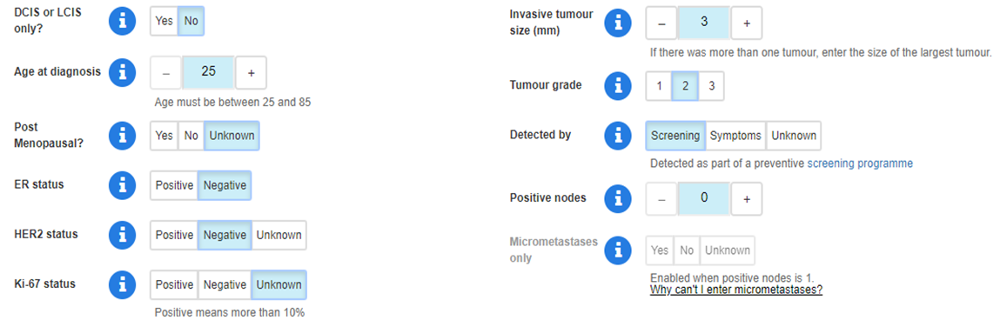 DCIS or LCIS
only?
i
Yes No
Age at diagnosis
i
– 25 +
Age must be between 25 and 85
Post
Menopausal?
i
Yes No Unknown
ER status
i
Positive Negative
HER2 status
i
Positive Negative Unknown
Ki-67 status
i
Positive Negative Unknown
Positive means more than 10%
Invasive tumour
size (mm)
i
– 3 +
If there was more than one tumour, enter the size of the largest tumour.
Tumour grade
i
1 2 3
Detected by
i
Screening Symptoms Unknown
Detected as part of a preventive screening programme
Positive nodes
i
– 0 +
Micrometastases
only
i
Yes No Unknown
Enabled when positive nodes is 1.
Why can't I enter micrometastases?